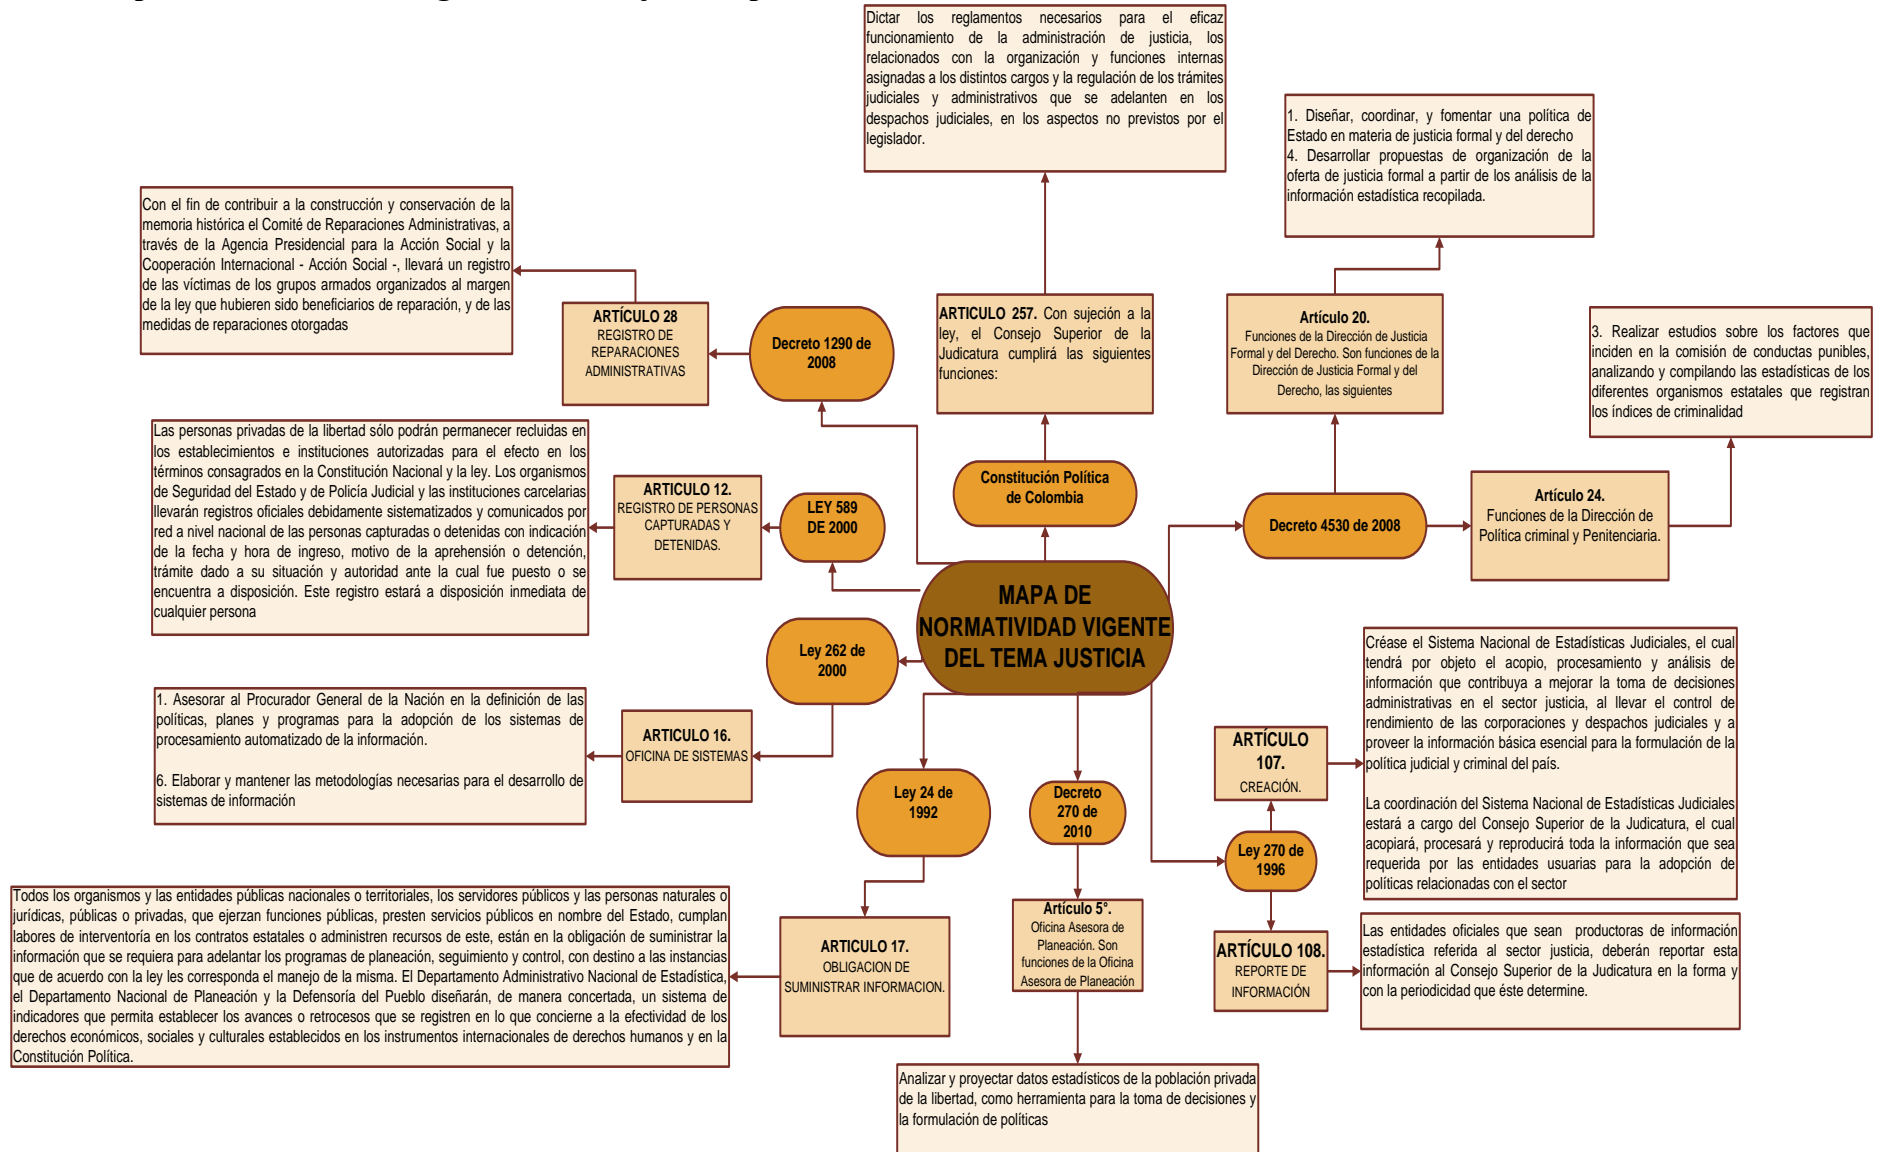 Dictar los reglamentos necesarios para el eficaz
funcionamiento de la administración de justicia, los
relacionados con la organización y funciones internas
asignadas a los distintos cargos y la regulación de los trámites
judiciales y administrativos que se adelanten en los
despachos judiciales, en los aspectos no previstos por el
legislador.
1. Diseñar, coordinar, y fomentar una política de
Estado en materia de justicia formal y del derecho
4. Desarrollar propuestas de organización de la
oferta de justicia formal a partir de los análisis de la
información estadística recopilada.
Con el fin de contribuir a la construcción y conservación de la
memoria histórica el Comité de Reparaciones Administrativas, a
través de la Agencia Presidencial para la Acción Social y la
Cooperación Internacional - Acción Social -, llevará un registro
de las víctimas de los grupos armados organizados al margen
de la ley que hubieren sido beneficiarios de reparación, y de las
medidas de reparaciones otorgadas
ARTÍCULO 28
REGISTRO DE
REPARACIONES
ADMINISTRATIVAS
Decreto 1290 de
2008
ARTICULO 257. Con sujeción a la
ley, el Consejo Superior de la
Judicatura cumplirá las siguientes
funciones:
Artículo 20.
Funciones de la Dirección de Justicia
Formal y del Derecho. Son funciones de la
Dirección de Justicia Formal y del
Derecho, las siguientes
3. Realizar estudios sobre los factores que
inciden en la comisión de conductas punibles,
analizando y compilando las estadísticas de los
diferentes organismos estatales que registran
los índices de criminalidad
Las personas privadas de la libertad sólo podrán permanecer recluidas en
los establecimientos e instituciones autorizadas para el efecto en los
términos consagrados en la Constitución Nacional y la ley. Los organismos
de Seguridad del Estado y de Policía Judicial y las instituciones carcelarias
llevarán registros oficiales debidamente sistematizados y comunicados por
red a nivel nacional de las personas capturadas o detenidas con indicación
de la fecha y hora de ingreso, motivo de la aprehensión o detención,
trámite dado a su situación y autoridad ante la cual fue puesto o se
encuentra a disposición. Este registro estará a disposición inmediata de
cualquier persona
ARTICULO 12.
REGISTRO DE PERSONAS
CAPTURADAS Y
DETENIDAS.
LEY 589
DE 2000
Constitución Política
de Colombia
Decreto 4530 de 2008
Artículo 24.
Funciones de la Dirección de
Política criminal y Penitenciaria.
MAPA DE
NORMATIVIDAD VIGENTE
DEL TEMA JUSTICIA
Ley 262 de
2000
1. Asesorar al Procurador General de la Nación en la definición de las
políticas, planes y programas para la adopción de los sistemas de
procesamiento automatizado de la información.
6. Elaborar y mantener las metodologías necesarias para el desarrollo de
sistemas de información
ARTICULO 16.
OFICINA DE SISTEMAS
Ley 24 de
1992
Decreto
270 de
2010
ARTÍCULO
107.
CREACIÓN.
Créase el Sistema Nacional de Estadísticas Judiciales, el cual
tendrá por objeto el acopio, procesamiento y análisis de
información que contribuya a mejorar la toma de decisiones
administrativas en el sector justicia, al llevar el control de
rendimiento de las corporaciones y despachos judiciales y a
proveer la información básica esencial para la formulación de la
política judicial y criminal del país.
La coordinación del Sistema Nacional de Estadísticas Judiciales
estará a cargo del Consejo Superior de la Judicatura, el cual
acopiará, procesará y reproducirá toda la información que sea
requerida por las entidades usuarias para la adopción de
políticas relacionadas con el sector
Ley 270 de
1996
Todos los organismos y las entidades públicas nacionales o territoriales, los servidores públicos y las personas naturales o
jurídicas, públicas o privadas, que ejerzan funciones públicas, presten servicios públicos en nombre del Estado, cumplan
labores de interventoría en los contratos estatales o administren recursos de este, están en la obligación de suministrar la
información que se requiera para adelantar los programas de planeación, seguimiento y control, con destino a las instancias
que de acuerdo con la ley les corresponda el manejo de la misma. El Departamento Administrativo Nacional de Estadística,
el Departamento Nacional de Planeación y la Defensoría del Pueblo diseñarán, de manera concertada, un sistema de
indicadores que permita establecer los avances o retrocesos que se registren en lo que concierne a la efectividad de los
derechos económicos, sociales y culturales establecidos en los instrumentos internacionales de derechos humanos y en la
Constitución Política.
ARTICULO 17.
OBLIGACION DE
SUMINISTRAR INFORMACION.
Artículo 5°.
Oficina Asesora de
Planeación. Son
funciones de la Oficina
Asesora de Planeación
ARTÍCULO 108.
REPORTE DE
INFORMACIÓN
Las entidades oficiales que sean productoras de información
estadística referida al sector justicia, deberán reportar esta
información al Consejo Superior de la Judicatura en la forma y
con la periodicidad que éste determine.
Analizar y proyectar datos estadísticos de la población privada
de la libertad, como herramienta para la toma de decisiones y
la formulación de políticas